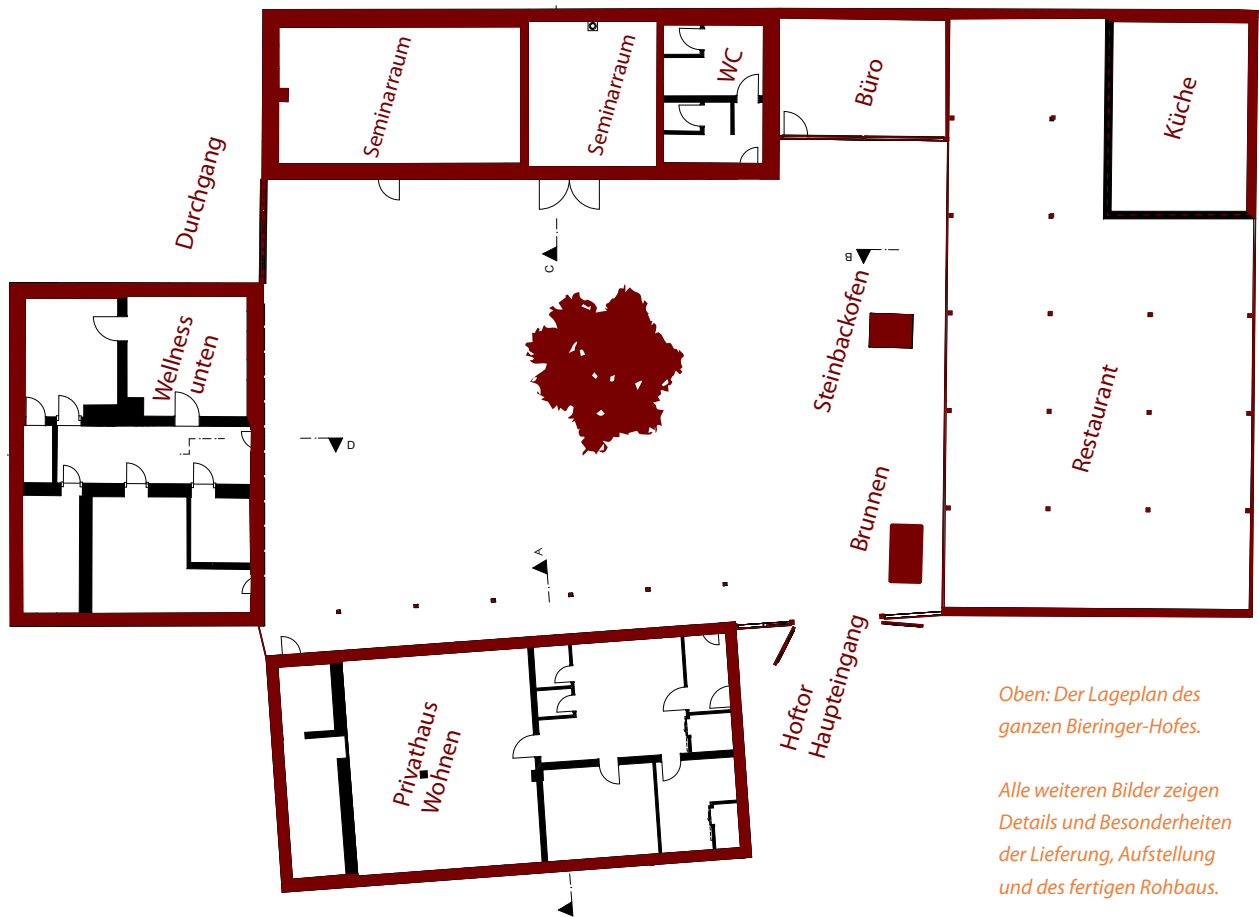 Seminarraum
Seminarraum
WC
Büro
Küche
Durchgang
C
B
Wellness
unten
Steinbackofen
Restaurant
D
Brunnen
A
Hoftor
Haupteingang
Privathaus
Wohnen
Oben: Der Lageplan des
ganzen Bieringer-Hofes.
Alle weiteren Bilder zeigen
Details und Besonderheiten
der Lieferung, Aufstellung
und des fertigen Rohbaus.